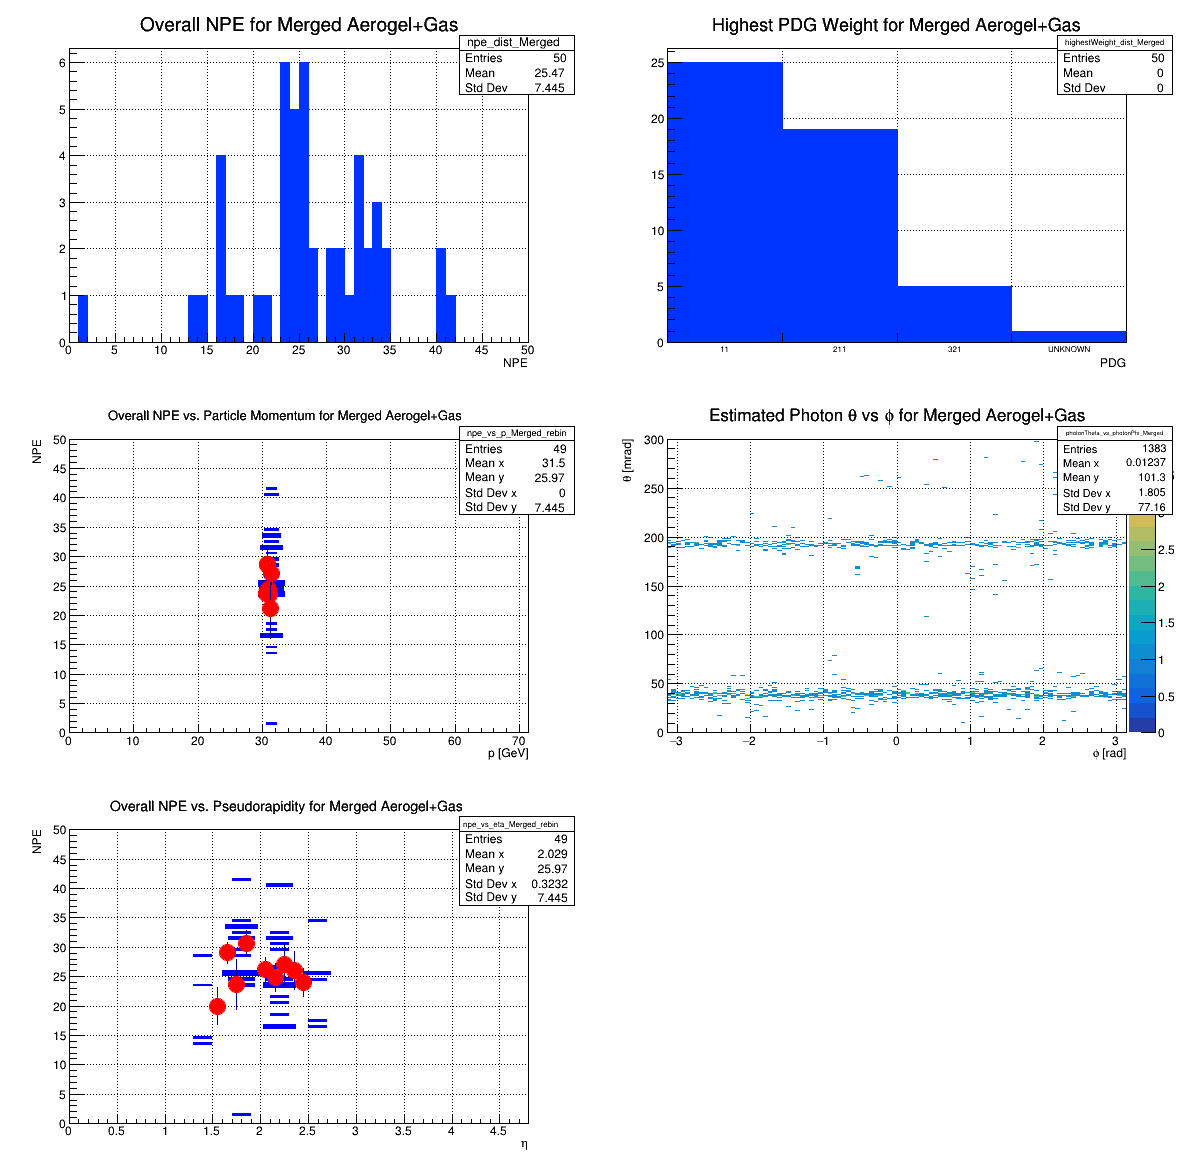 Overall NPE for Merged Aerogel+Gas
npe_dist_Merged
Entries 50
Mean 25.47
Std Dev 7.445
6
5
4
3
2
1
0
0 5 10 15 20 25 30 35 40 45 50
NPE
Highest PDG Weight for Merged Aerogel+Gas
highestWeight_dist_Merged
Entries 50
Mean 0
Std Dev 0
25
20
15
10
5
0
11 211 321 UNKNOWN
PDG
Overall NPE vs. Particle Momentum for Merged Aerogel+Gas
NPE
npe_vs_p_Merged_rebin
Entries 49
Mean x 31.5
Mean y 25.97
Std Dev x 0
Std Dev y 7.445
50
45
40
35
30
25
20
15
10
5
0
0 10 20 30 40 50 60 70
p [GeV]
Estimated Photon θ vs ϕ for Merged Aerogel+Gas
θ [mrad]
photonTheta_vs_photonPhi_Merged
Entries 1383
Mean x 0.01237
Mean y 101.3
Std Dev x 1.805
Std Dev y 77.16
300
250
200
150
100
50
0
−3 −2 −1 0 1 2 3
ϕ [rad]
2.5
2
1.5
1
0.5
0
Overall NPE vs. Pseudorapidity for Merged Aerogel+Gas
NPE
npe_vs_eta_Merged_rebin
Entries 49
Mean x 2.029
Mean y 25.97
Std Dev x 0.3232
Std Dev y 7.445
50
45
40
35
30
25
20
15
10
5
0
0 0.5 1 1.5 2 2.5 3 3.5 4 4.5
η